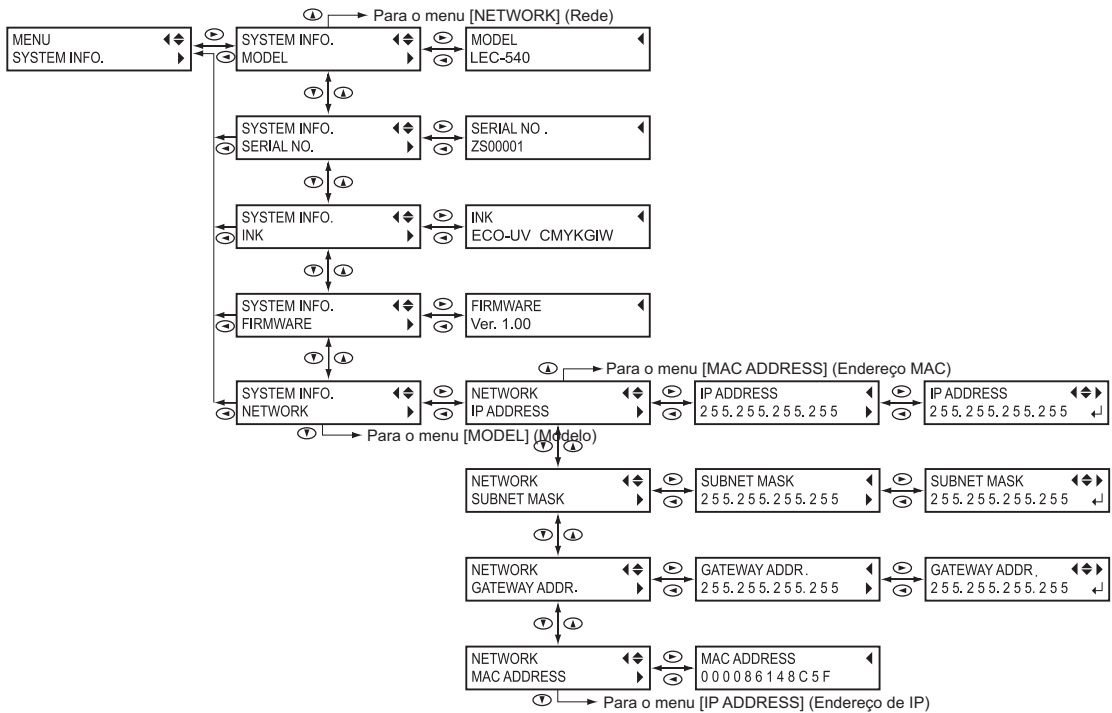 Para o menu [NETWORK] (Rede)
MENU
SYSTEM INFO.
SYSTEM INFO.
MODEL
MODEL
LEC-540
SYSTEM INFO.
SERIAL NO.
SERIAL NO .
ZS00001
SYSTEM INFO.
INK
INK
ECO-UV CMYKGIW
SYSTEM INFO.
FIRMWARE
FIRMWARE
Ver. 1.00
Para o menu [MAC ADDRESS] (Endereço MAC)
SYSTEM INFO.
NETWORK
NETWORK
IP ADDRESS
IP ADDRESS
255.255.255.255
IP ADDRESS
255.255.255.255
Para o menu [MODEL] (Modelo)
NETWORK
SUBNET MASK
SUBNET MASK
255.255.255.255
SUBNET MASK
255.255.255.255
NETWORK
GATEWAY ADDR.
GATEWAY ADDR.
255.255.255.255
GATEWAY ADDR.
255.255.255.255
NETWORK
MAC ADDRESS
MAC ADDRESS
000086148C5F
Para o menu [IP ADDRESS] (Endereço de IP)